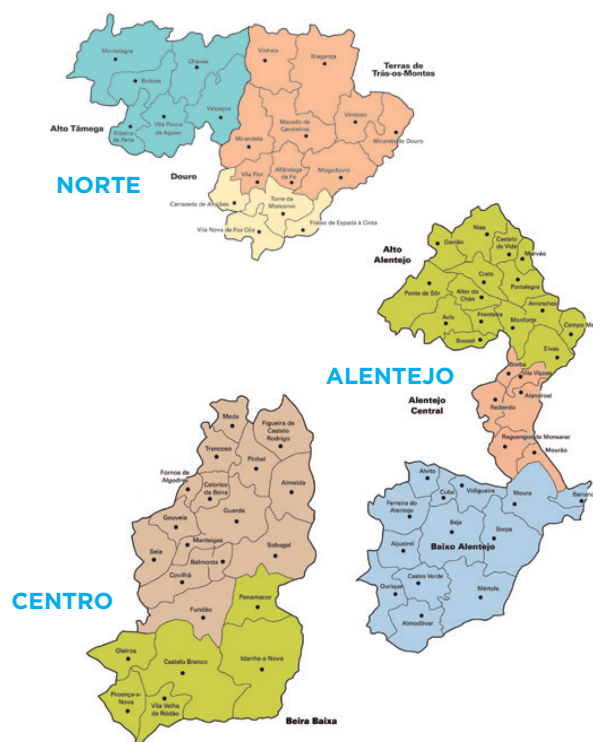 Montalegre
Chaves
Vinhais
Bragança
Terras de
Trás-os-Montes
Boticas
Valpaços
Vila Pouca
de Aguiar
Ribeira
de Pena
Alto Tâmega
Macedo de
Cavaleiros
Vimioso
Miranda do Douro
Mirandela
Vila Flor
Alfândega
da Fé
Mogadouro
NORTE
Douro
Carrazeda de Ansiães
Torre de
Moncorvo
Vila Nova de Foz Côa
Freixo de Espada à Cinta
Alto
Alentejo
Nisa
Gavião
Castelo
de Vide
Marvão
Crato
Portalegre
Ponte de Sôr
Alter do
Chão
Arronches
Avis
Fronteira
Monforte
Campo Ma
Sousel
Elvas
ALENTEJO
Borba
Vila Viçosa
Alandroal
Alentejo
Central
Redondo
Reguengos de Monsaraz
Mourão
Meda
Figueira de
Castelo
Rodrigo
Trancoso
Pinhel
Fornos de
Algodres
Celorico
da Beira
Almeida
Guarda
Gouveia
Manteigas
Seia
Sabugal
Belmonte
Covilhã
Fundão
CENTRO
Penamacor
Oleiros
Castelo Branco
Idanha-a-Nova
Proença-a-
Nova
Vila Velha
de Ródão
Beira Baixa
Alvito
Cuba
Vidigueira
Moura
Barrancos
Ferreira do
Alentejo
Beja
Serpa
Aljustrel
Baixo Alentejo
Ourique
Castro Verde
Mértola
Almodôvar